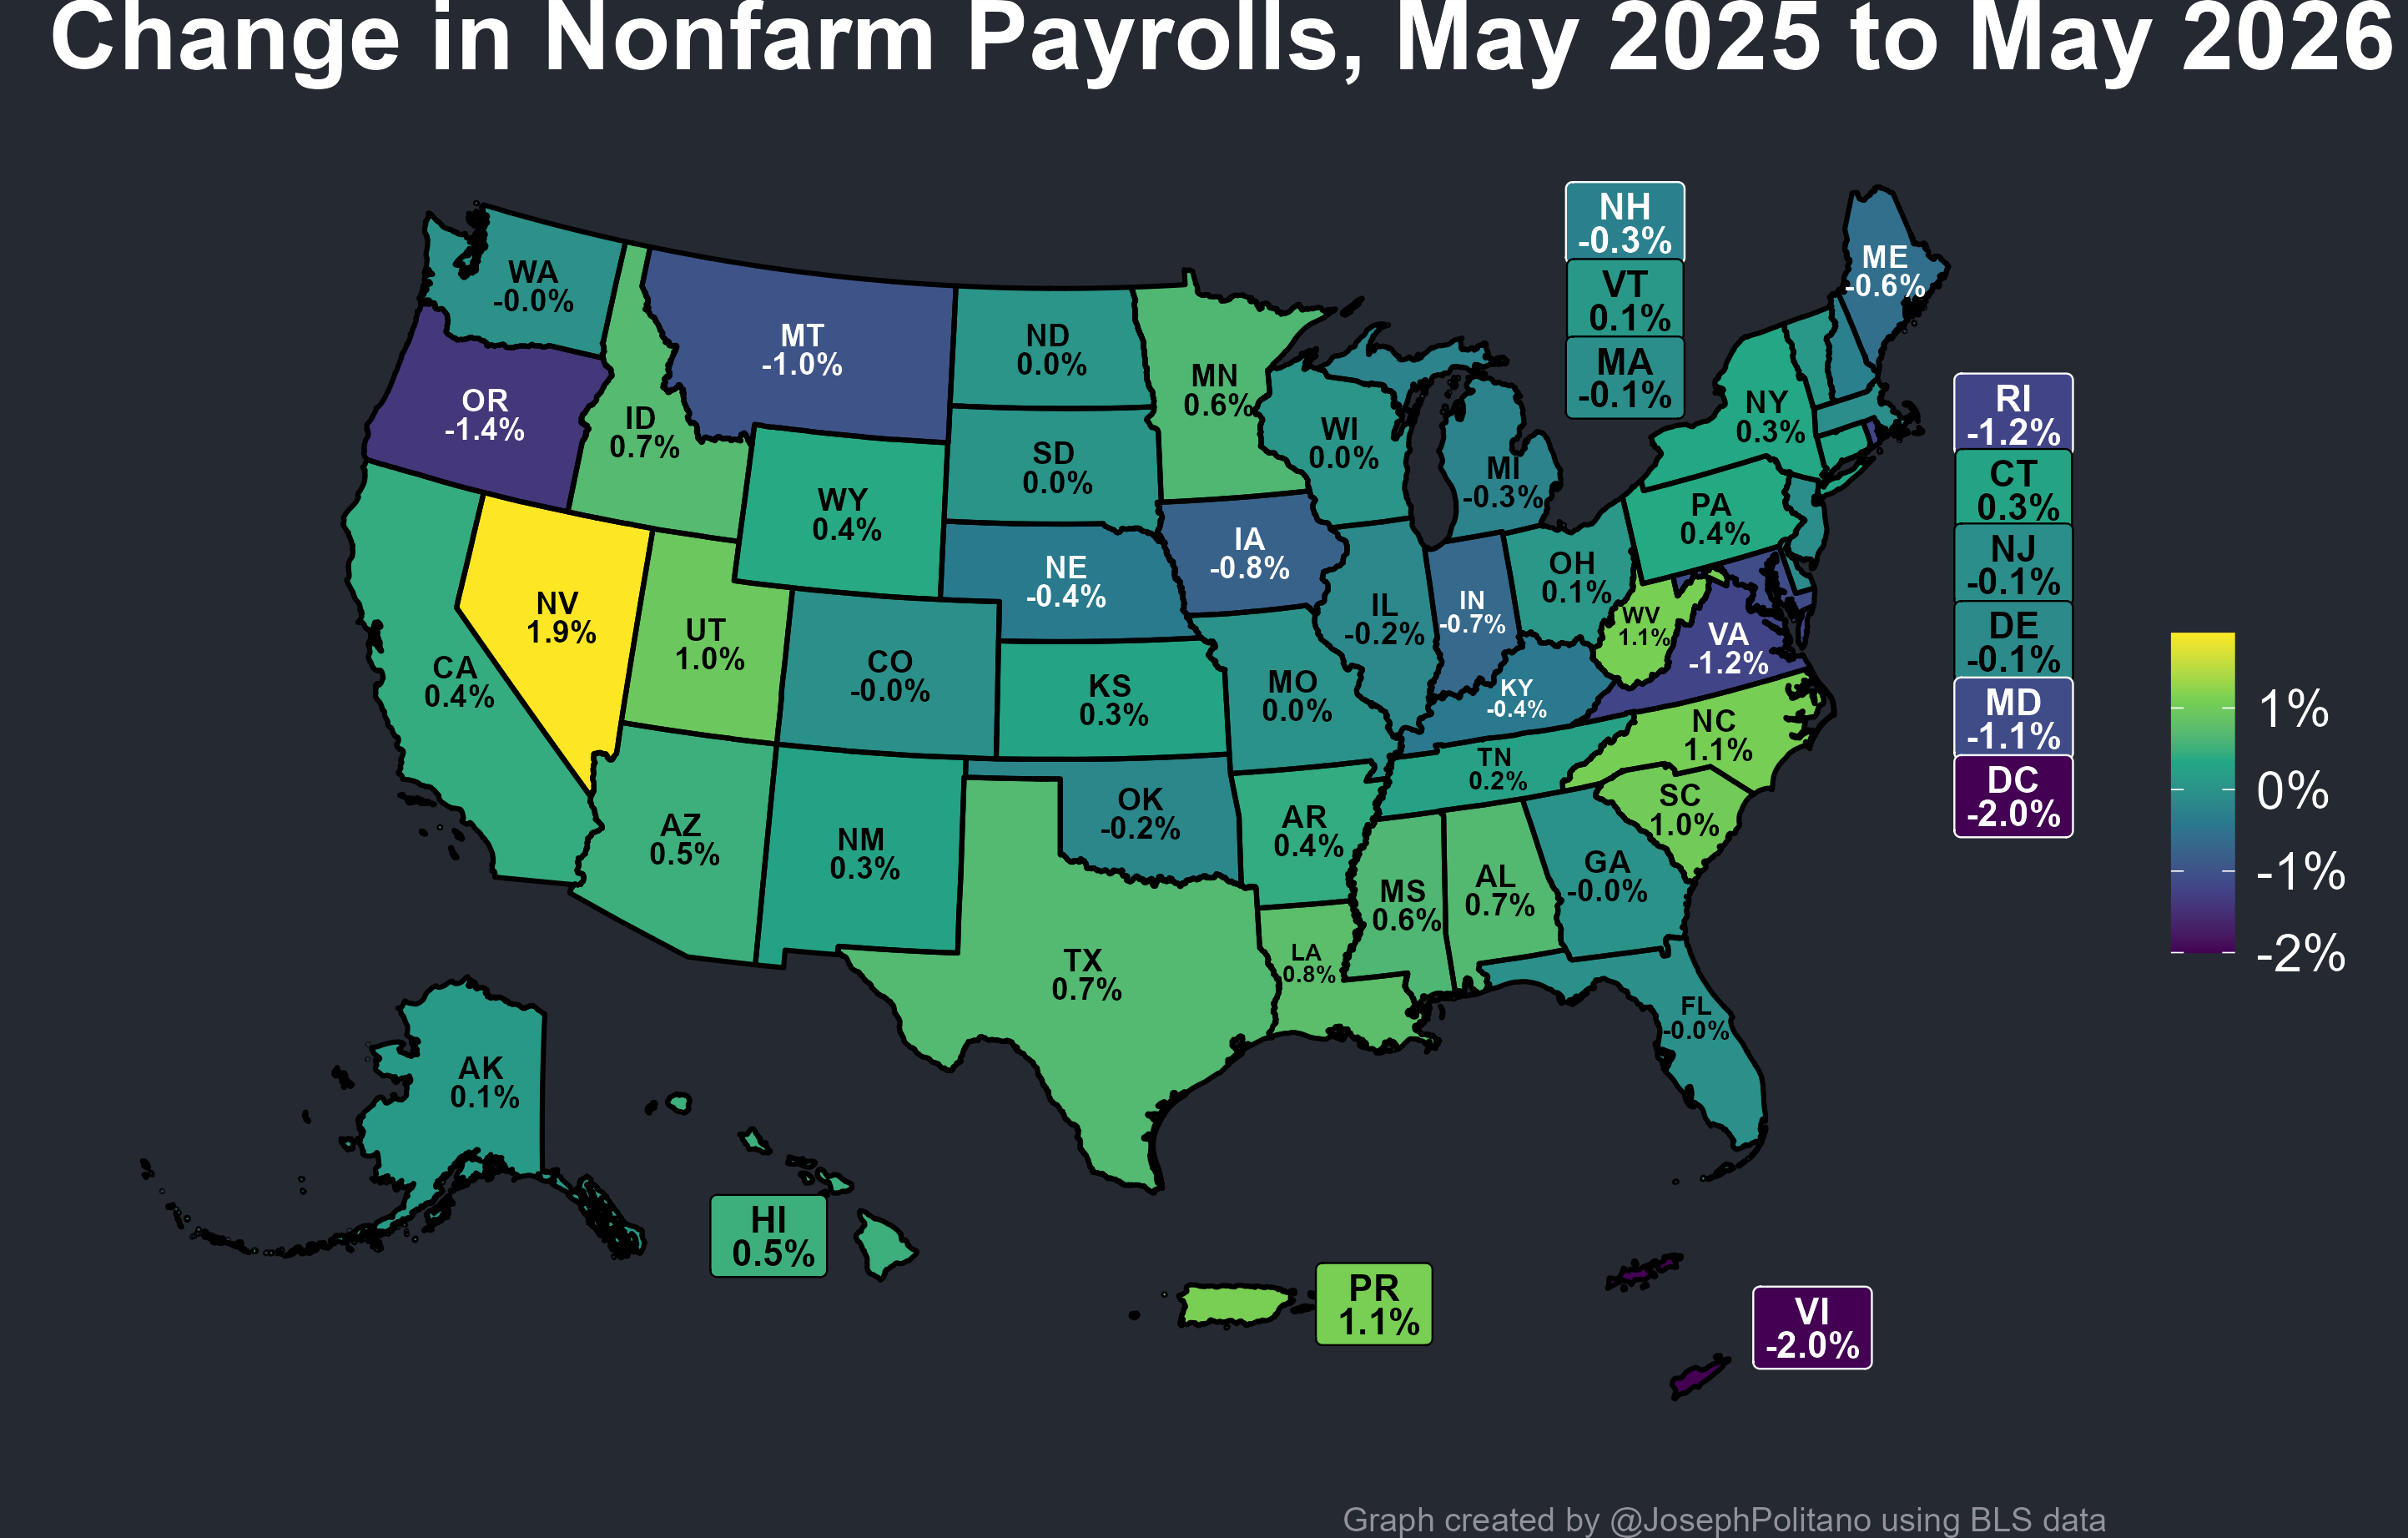 Change in Nonfarm Payrolls, May 2025 to May 2026
NH
-0.3%
VT
0.1%
MA
-0.1%
ME
-0.6%
WA
-0.0%
MT
-1.0%
ND
0.0%
MN
0.6%
OR
-1.4%
ID
0.7%
WI
0.0%
MI
-0.3%
NY
0.3%
RI
-1.2%
SD
0.0%
WY
0.4%
CT
0.3%
PA
0.4%
NJ
-0.1%
IA
-0.8%
NE
-0.4%
OH
0.1%
IN
-0.7%
IL
-0.2%
DE
-0.1%
NV
1.9%
UT
1.0%
WV
1.1%
VA
-1.2%
CO
-0.0%
CA
0.4%
KS
0.3%
MO
0.0%
KY
-0.4%
MD
-1.1%
NC
1.1%
TN
0.2%
DC
-2.0%
SC
1.0%
OK
-0.2%
AR
0.4%
AZ
0.5%
NM
0.3%
MS
0.6%
AL
0.7%
GA
-0.0%
TX
0.7%
LA
0.8%
FL
-0.0%
1%
0%
-1%
-2%
AK
0.1%
HI
0.5%
PR
1.1%
VI
-2.0%
Graph created by @JosephPolitano using BLS data